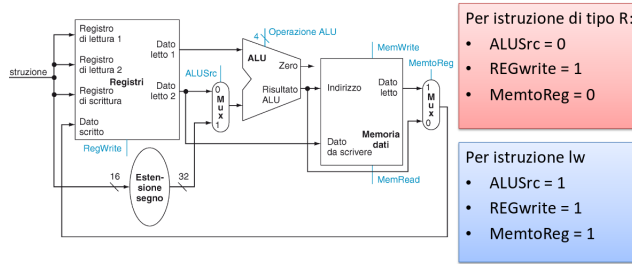 struzione
Registro
di lettura 1
Registro
di lettura 2
Registri
Registro
di scrittura
Dato
scritto
Dato
letto 1
Dato
letto 2
RegWrite
16
Esten-
sione
segno
32
ALUSrc
0
M
u
x
1
4
Operazione ALU
ALU
Zero
Risultato
ALU
MemWrite
Indirizzo
Dato
letto
Dato
da scrivere
Memoria
dati
MemRead
MemtoReg
1
M
u
x
0
Per istruzione di tipo R:
• ALUSrc = 0
• REGwrite = 1
• MemtoReg = 0
Per istruzione lw
• ALUSrc = 1
• REGwrite = 1
• MemtoReg = 1